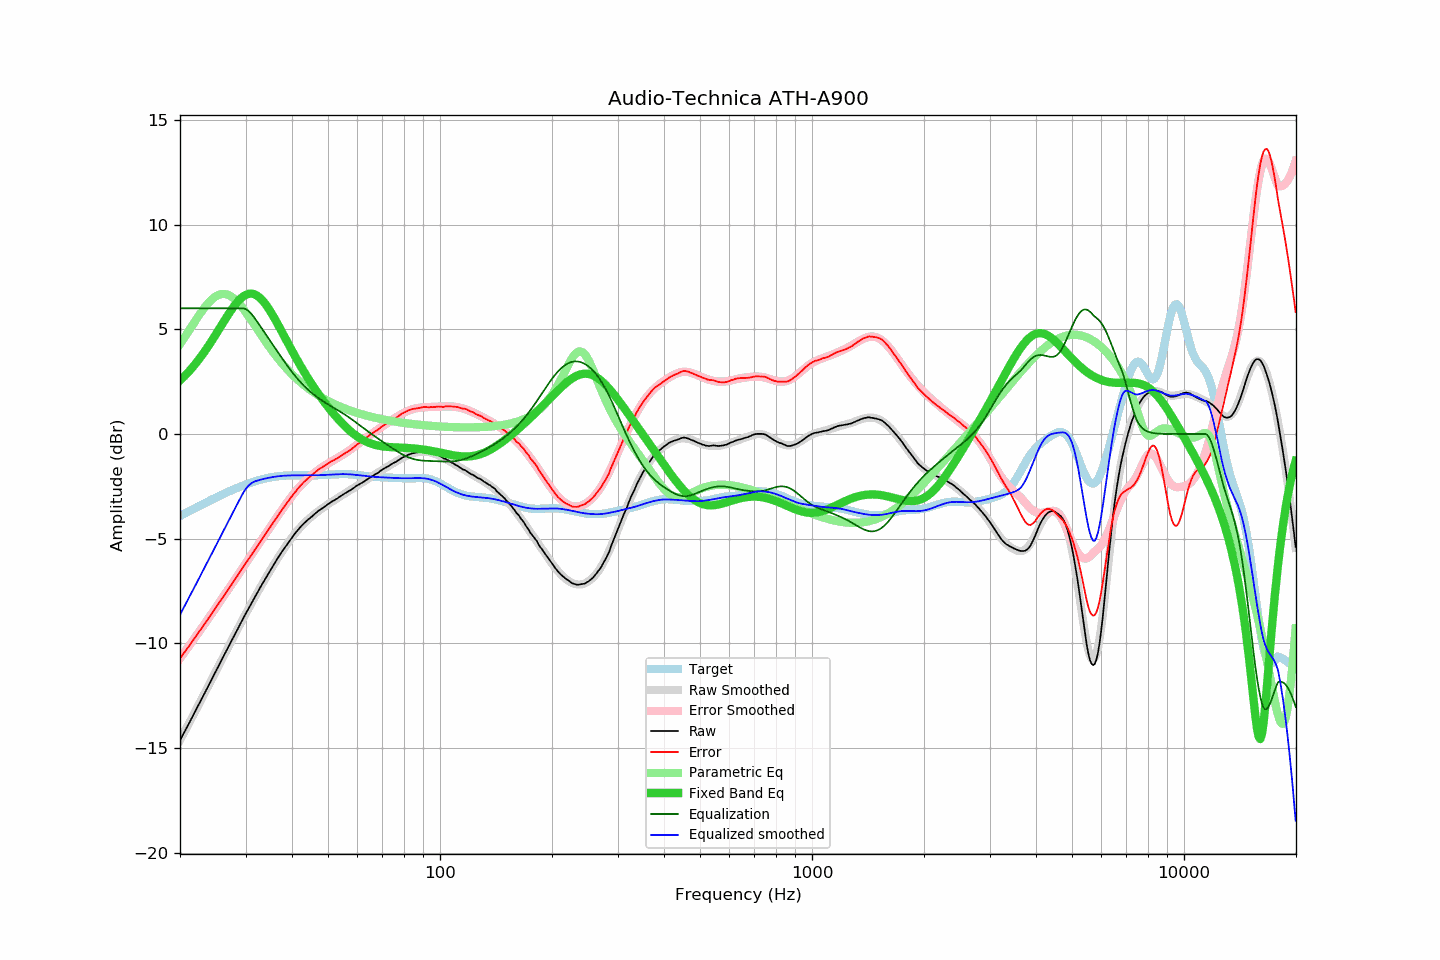 Audio-Technica ATH-A900
Amplitude (dBr)
15
10
5
0
−5
−10
−15
−20
Target
Raw Smoothed
Error Smoothed
Raw
Error
Parametric Eq
Fixed Band Eq
Equalization
Equalized smoothed
100 1000 10000
Frequency (Hz)